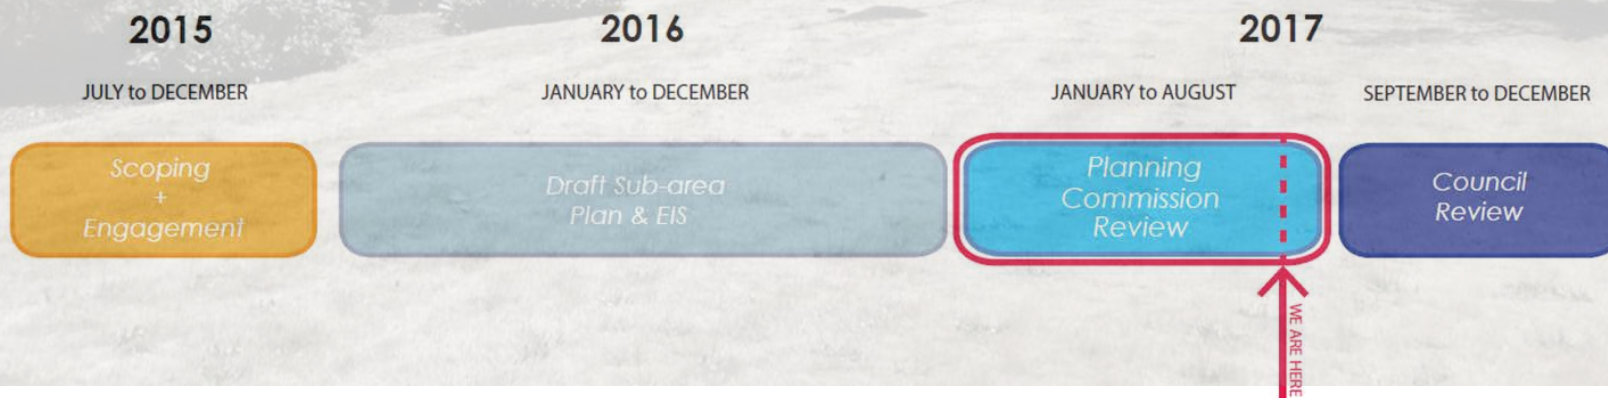 2015
2016
2017
JULY to DECEMBER
JANUARY to DECEMBER
JANUARY to AUGUST
SEPTEMBER to DECEMBER
Scoping
+
Engagement
Draft Sub-area
Plan & EIS
Planning
Commission
Review
Council
Review
WE ARE HERE